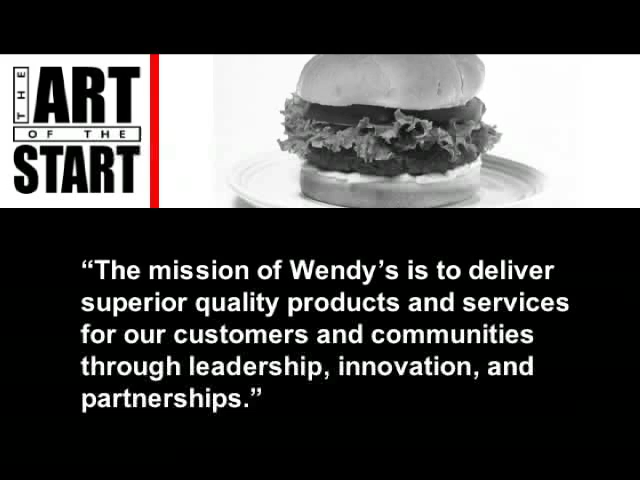 THE
ART
OF THE
START
“The mission of Wendy’s is to deliver
superior quality products and services
for our customers and communities
through leadership, innovation, and
partnerships.”